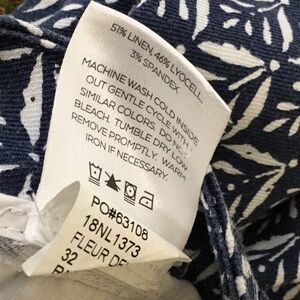 51% LINEN, 46% LYOCELL,
3% SPANDEX.
MACHINE WASH COLD INSIDE
OUT GENTLE CYCLE WITH
SIMILAR COLORS. DO NOT
BLEACH. TUMBLE DRY LOW.
REMOVE PROMPTLY. WARM
IRON IF NECESSARY.
PO#63108
18NL1373
FLEUR
32